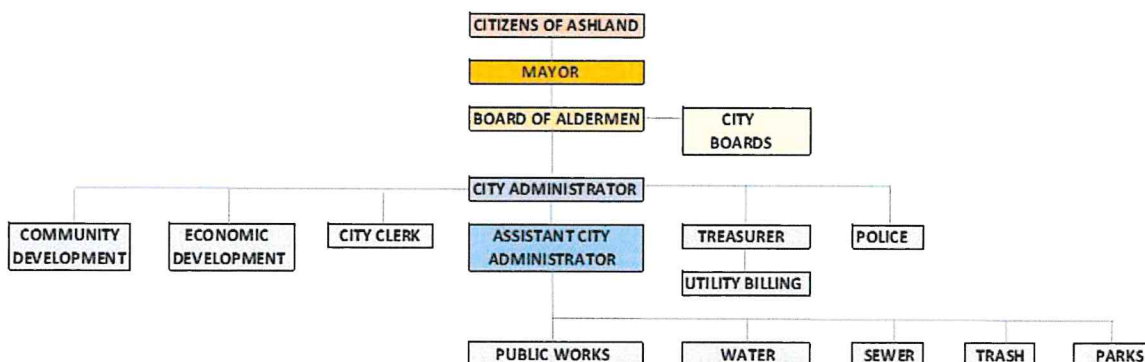 CITIZENS OF ASHLAND
MAYOR
BOARD OF ALDERMEN
CITY
BOARDS
CITY ADMINISTRATOR
COMMUNITY
DEVELOPMENT
ECONOMIC
DEVELOPMENT
CITY CLERK
ASSISTANT CITY
ADMINISTRATOR
TREASURER
POLICE
UTILITY BILLING
PUBLIC WORKS
WATER
SEWER
TRASH
PARKS